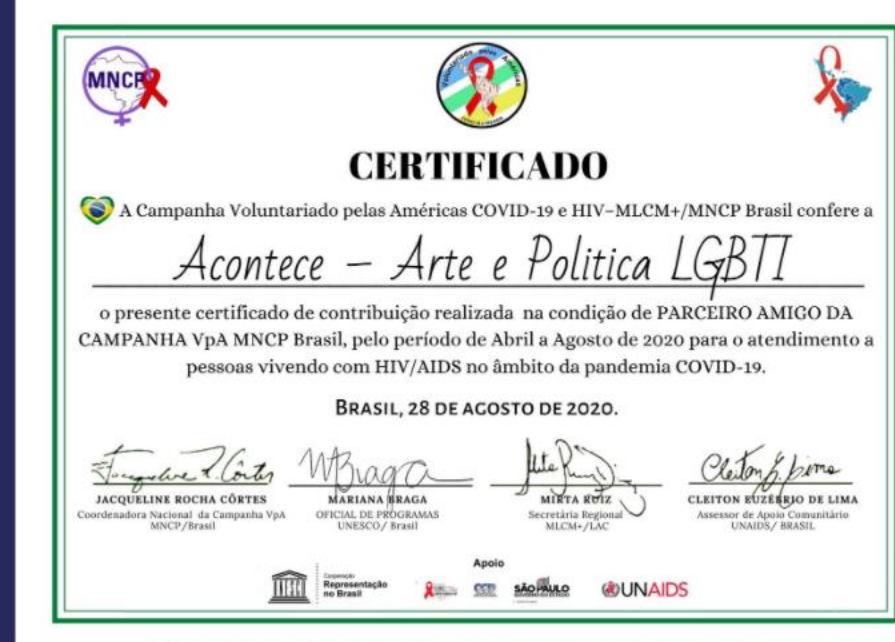 MNCP
Voluntariado pelas Américas
CERTIFICADO
A Campanha Voluntariado pelas Américas COVID-19 e HIV–MLCM+/MNCP Brasil confere a
Acontece – Arte e Politica LGBTI
o presente certificado de contribuição realizada na condição de PARCEIRO AMIGO DA
CAMPANHA VpA MNCP Brasil, pelo período de Abril a Agosto de 2020 para o atendimento a
pessoas vivendo com HIV/AIDS no âmbito da pandemia COVID-19.
BRASIL, 28 DE AGOSTO DE 2020.
JACQUELINE ROCHA CÔRTES
Coordenadora Nacional da Campanha VpA
MNCP/Brasil
MARIANA BRAGA
OFICIAL DE PROGRAMAS
UNESCO/ Brasil
MIRTA RUIZ
Secretária Regional
MLCM+/LAC
CLEITON EUZÉBRIO DE LIMA
Assessor de Apoio Comunitário
UNAIDS/ BRASIL
Apoio
Cooperação
Representação
no Brasil
SÃO PAULO
UNAIDS